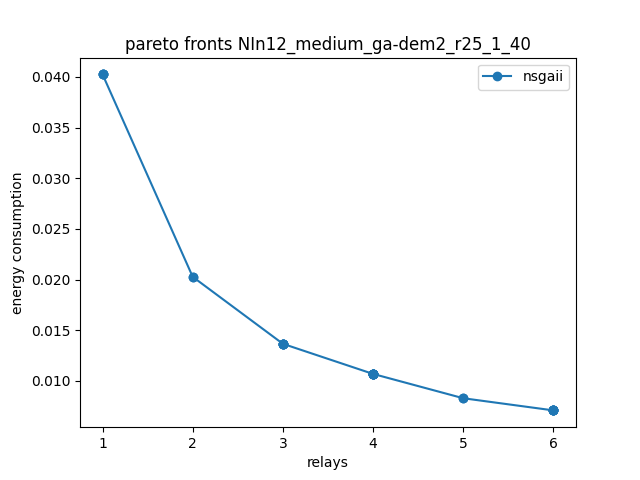 pareto fronts NIn12_medium_ga-dem2_r25_1_40
nsgaii
energy consumption
0.040
0.035
0.030
0.025
0.020
0.015
0.010
1 2 3 4 5 6
relays